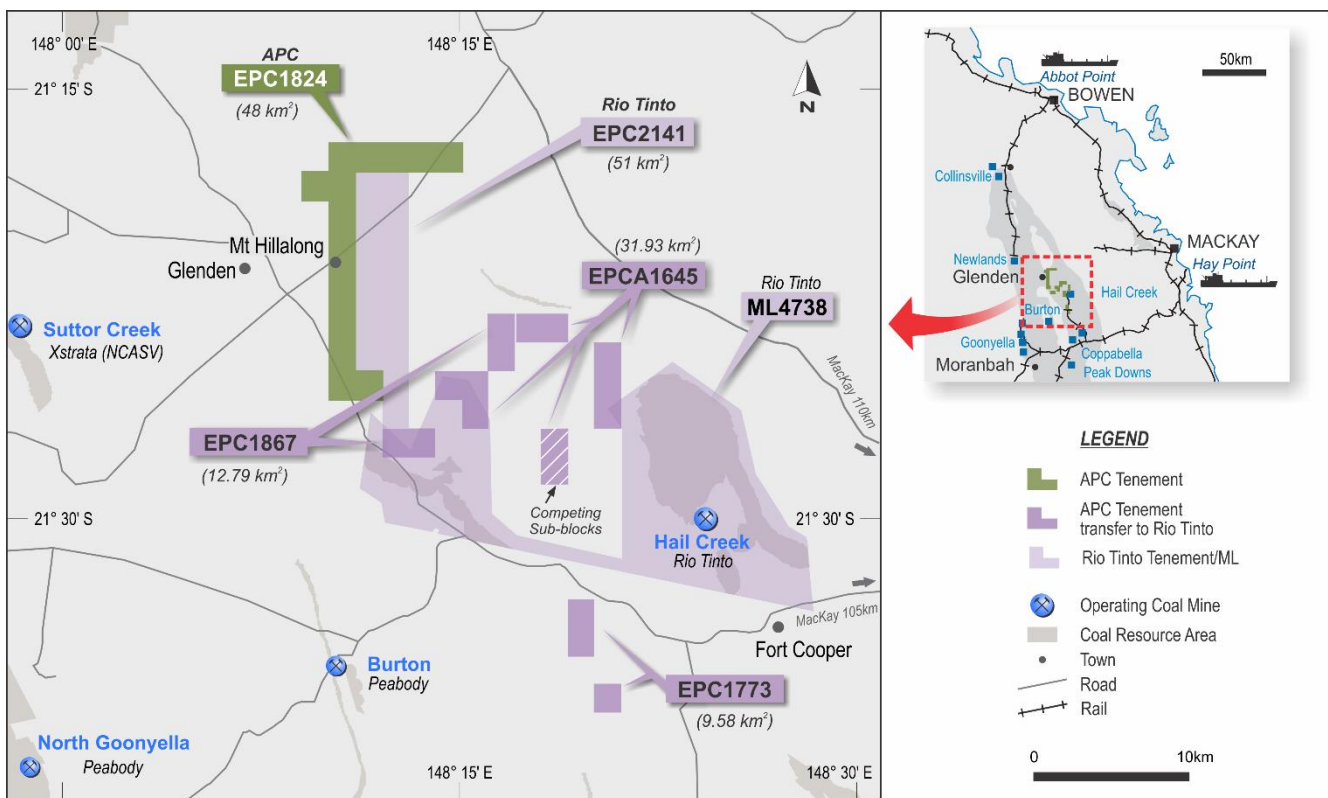 148° 00' E
148° 15' E
21° 15' S
APC
EPC1824
(48 km²)
Rio Tinto
EPC2141
(51 km²)
N
Mt Hillalong
Glenden
(31.93 km²)
EPCA1645
Rio Tinto
ML4738
Suttor Creek
Xstrata (NCASV)
MacKay 110km
EPC1867
(12.79 km²)
Competing
Sub-blocks
21° 30' S
21° 30' S
Hail Creek
Rio Tinto
MacKay 105km
Fort Cooper
Burton
Peabody
EPC1773
(9.58 km²)
North Goonyella
Peabody
148° 15' E
148° 30' E
Abbot Point
BOWEN
50km
Collinsville
MACKAY
Hay Point
Newlands
Glenden
Hail Creek
Burton
Goonyella
Moranbah
Coppabella
Peak Downs
LEGEND
APC Tenement
APC Tenement
transfer to Rio Tinto
Rio Tinto Tenement/ML
Operating Coal Mine
Coal Resource Area
Town
Road
Rail
0
10km